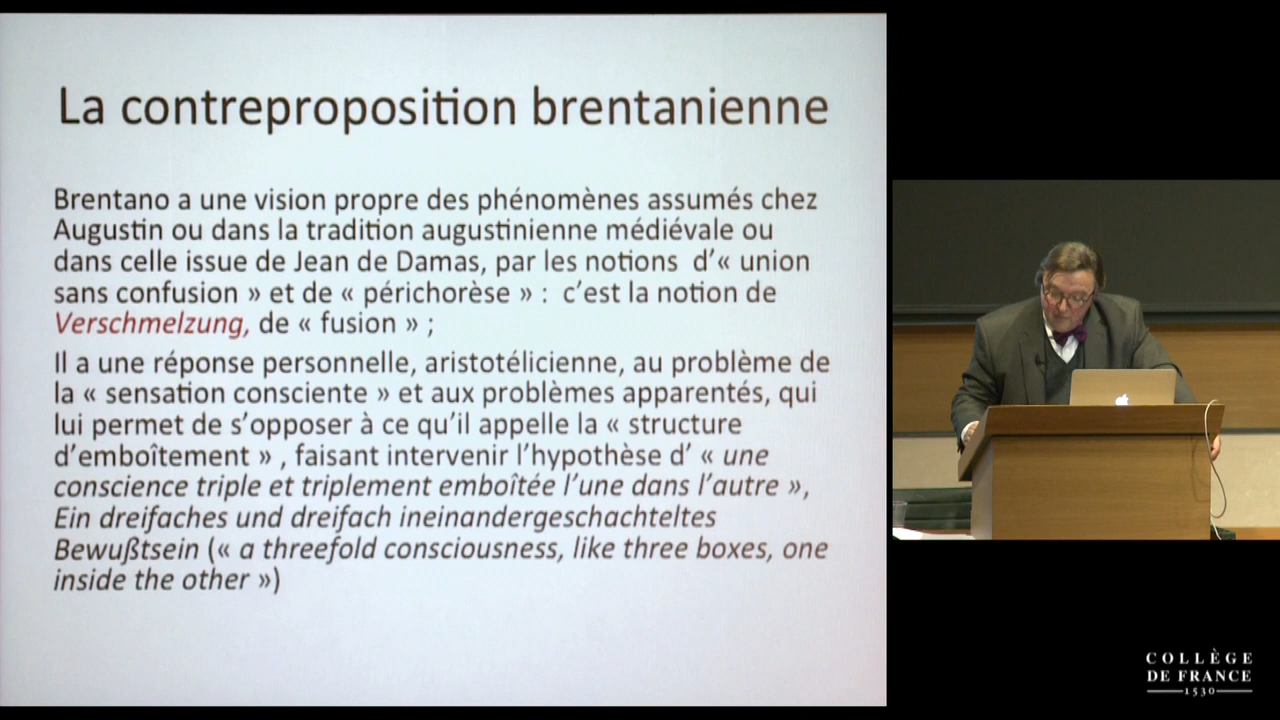 La contreproposition brentanienne
Brentano a une vision propre des phénomènes assumés chez
Augustin ou dans la tradition augustinienne médiévale ou
dans celle issue de Jean de Damas, par les notions d'« union
sans confusion » et de « périchorèse » : c'est la notion de
Verschmelzung, de « fusion » ;
Il a une réponse personnelle, aristotélicienne, au problème de
la « sensation consciente » et aux problèmes apparentés, qui
lui permet de s'opposer à ce qu'il appelle la « structure
d'emboîtement » , faisant intervenir l'hypothèse d' « une
conscience triple et triplement emboîtée l'une dans l'autre »,
Ein dreifaches und dreifach ineinandergeschachteltes
Bewußtsein (« a threefold consciousness, like three boxes, one
inside the other »)
COLLÈGE
DE FRANCE
1530